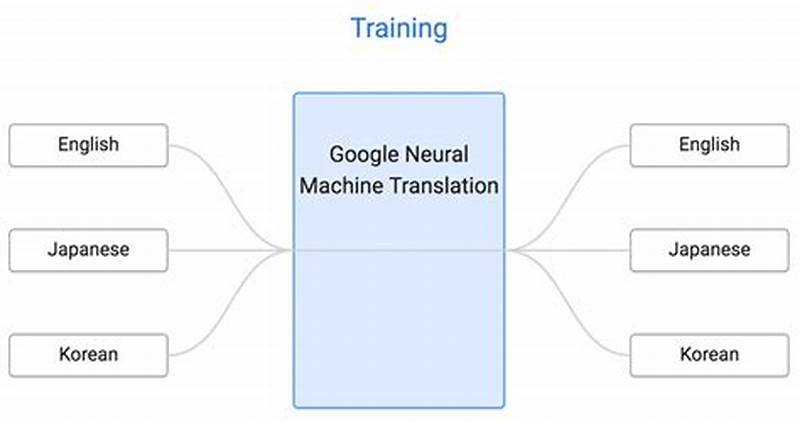 Training
English
Japanese
Korean
Google Neural
Machine Translation
English
Japanese
Korean